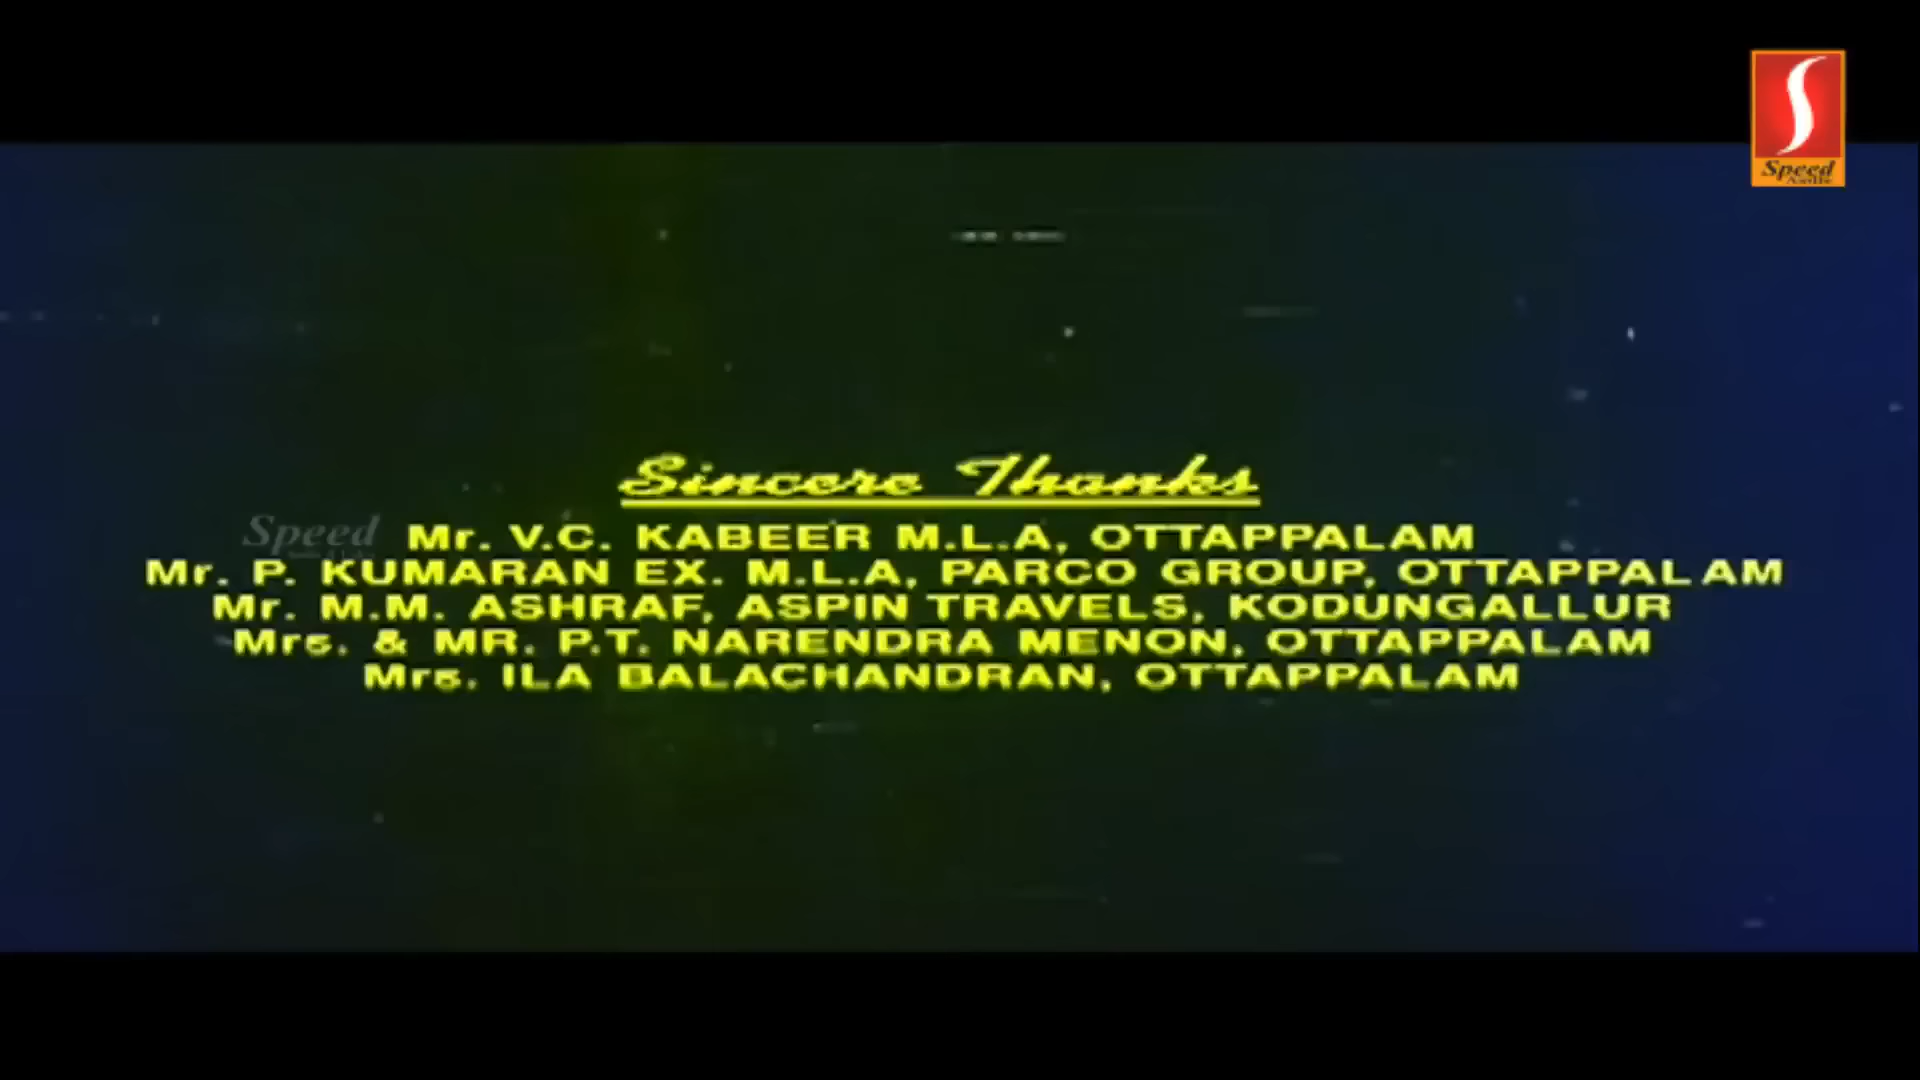 Speed
Sincere Thanks
Speed
Mr. V.C. KABEER M.L.A, OTTAPPALAM
Mr. P. KUMARAN EX. M.L.A, PARCO GROUP, OTTAPPALAM
Mr. M.M. ASHRAF, ASPIN TRAVELS, KODUNGALLUR
Mrs. & MR. P.T. NARENDRA MENON, OTTAPPALAM
Mrs. ILA BALACHANDRAN, OTTAPPALAM